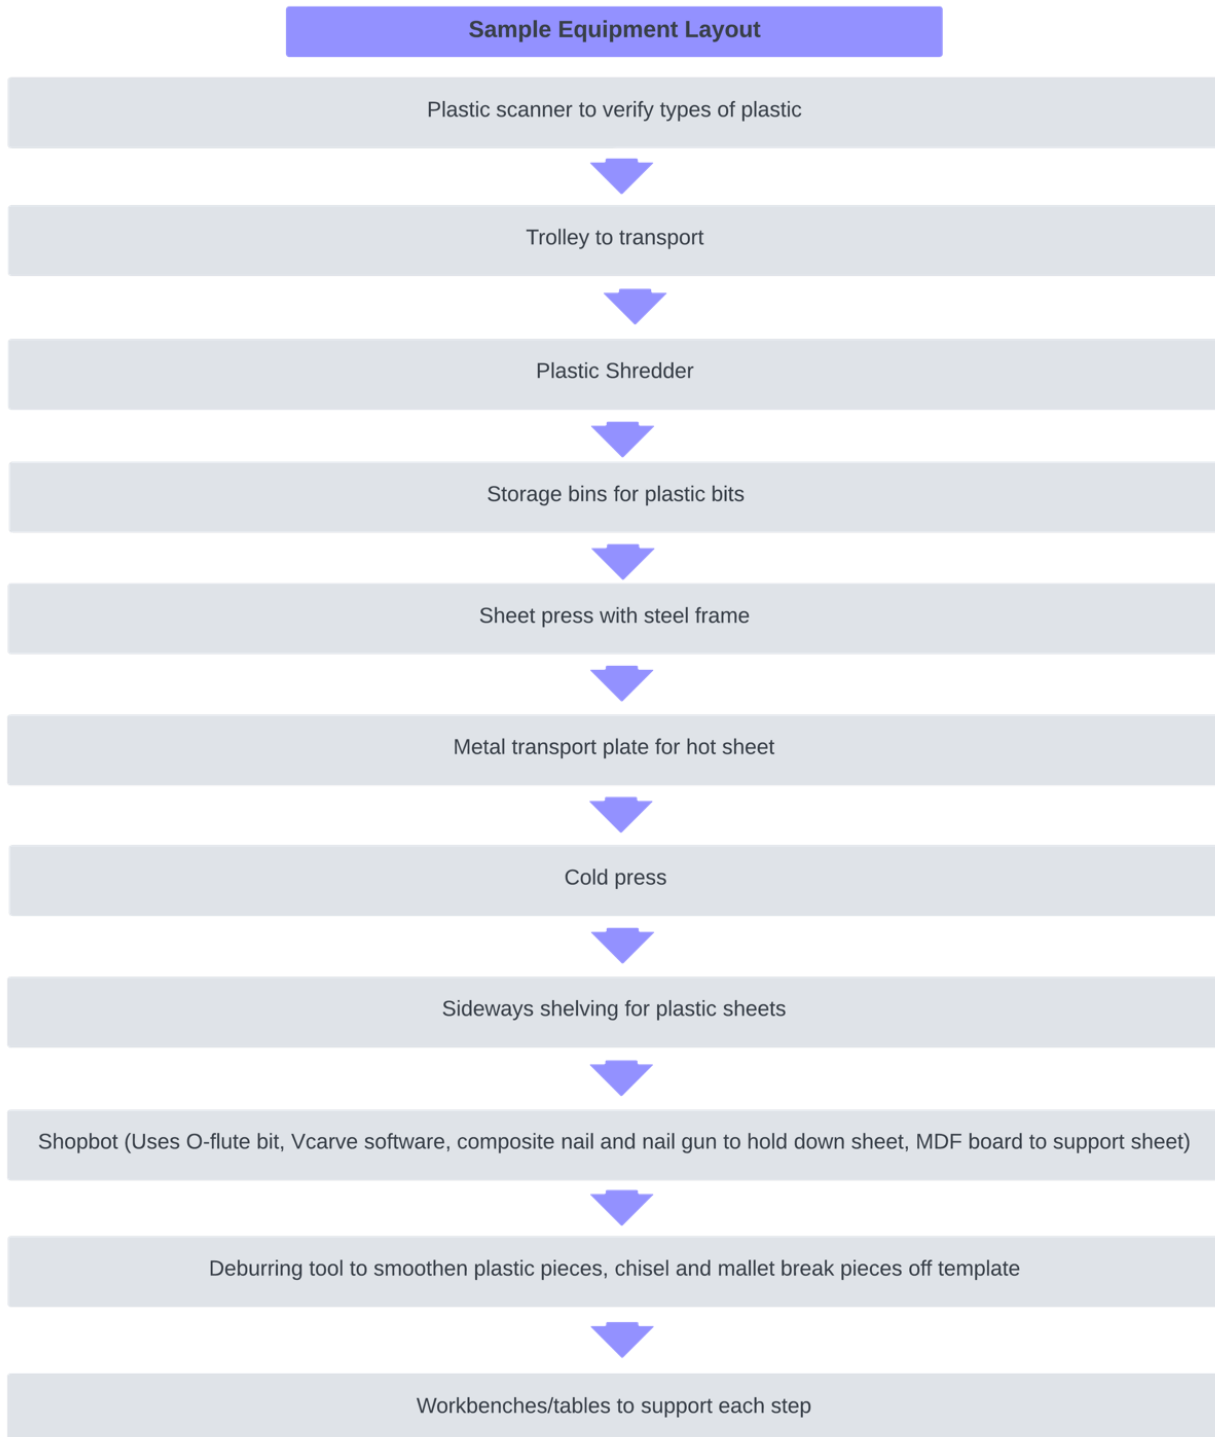 Sample Equipment Layout
Plastic scanner to verify types of plastic
Trolley to transport
Plastic Shredder
Storage bins for plastic bits
Sheet press with steel frame
Metal transport plate for hot sheet
Cold press
Sideways shelving for plastic sheets
Shopbot (Uses O-flute bit, Vcarve software, composite nail and nail gun to hold down sheet, MDF board to support sheet)
Deburring tool to smoothen plastic pieces, chisel and mallet break pieces off template
Workbenches/tables to support each step